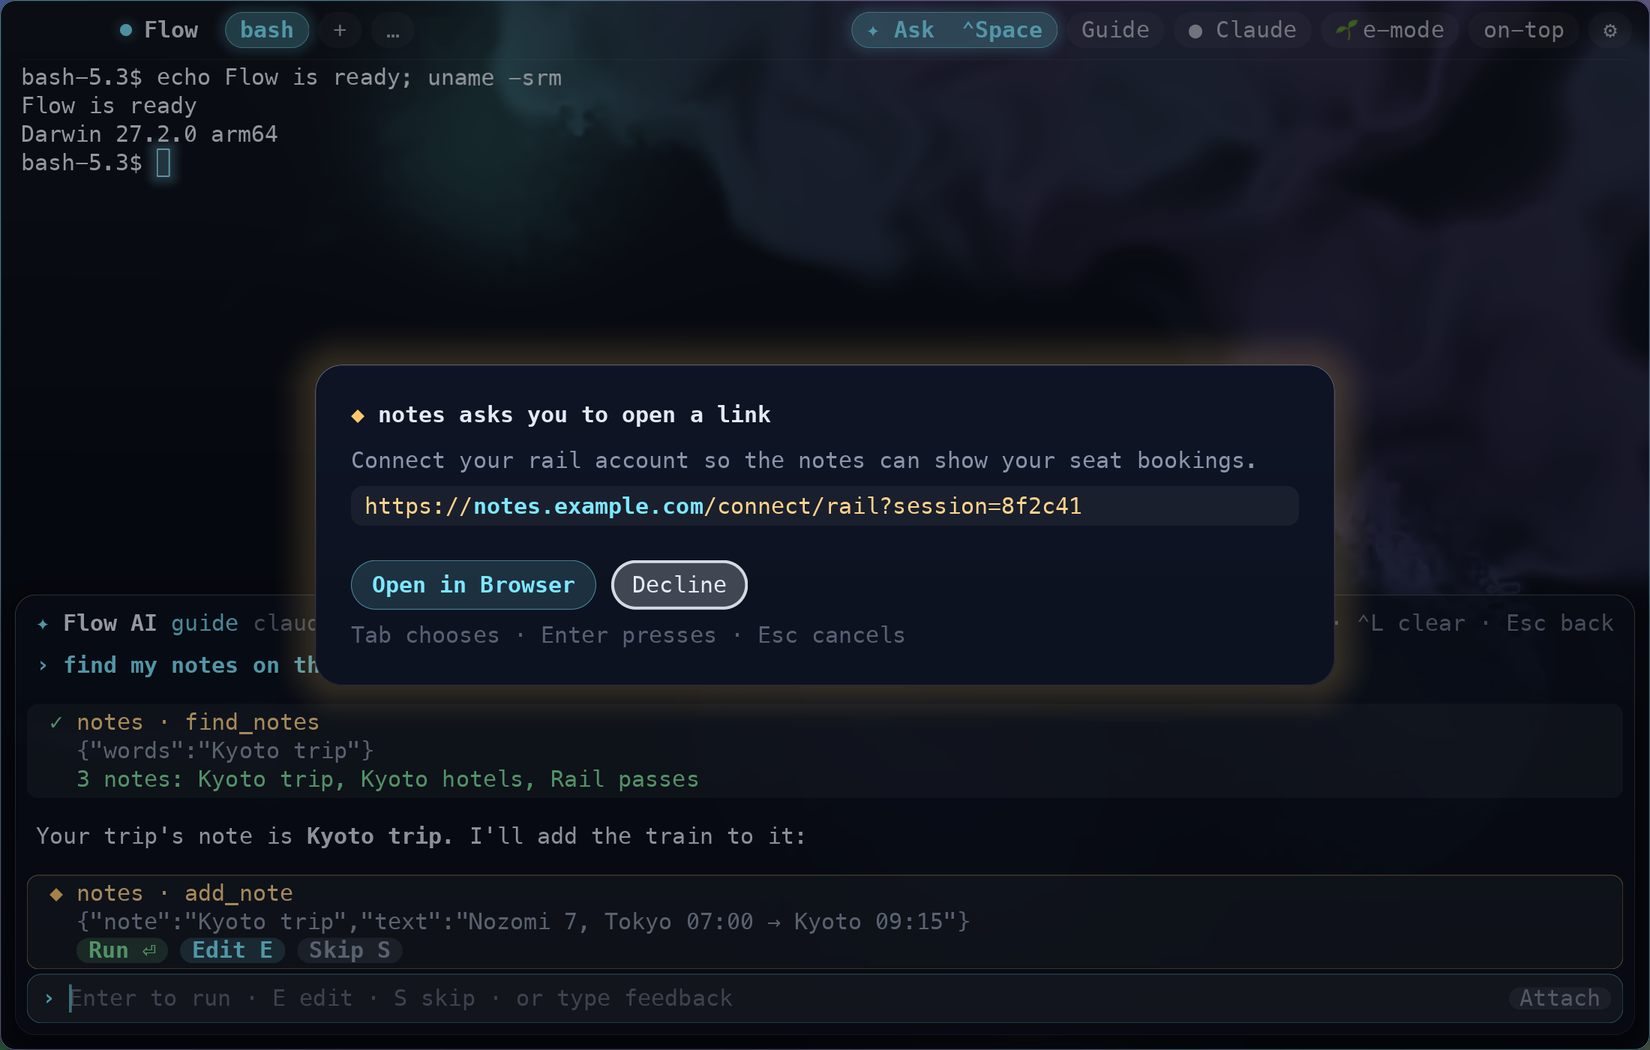 Flow bash + … ✦ Ask ^Space Guide ● Claude e-mode on-top
bash-5.3$ echo Flow is ready; uname -srm
Flow is ready
Darwin 27.2.0 arm64
bash-5.3$
◆ notes asks you to open a link
Connect your rail account so the notes can show your seat bookings.
https://notes.example.com/connect/rail?session=8f2c41
Open in Browser Decline
Tab chooses · Enter presses · Esc cancels
✦ Flow AI guide · ^L clear · Esc back
› find my notes on
✓ notes · find_notes
{"words":"Kyoto trip"}
3 notes: Kyoto trip, Kyoto hotels, Rail passes
Your trip's note is Kyoto trip. I'll add the train to it:
◆ notes · add_note
{"note":"Kyoto trip","text":"Nozomi 7, Tokyo 07:00 → Kyoto 09:15"}
Run ⏎ Edit E Skip S
› Enter to run · E edit · S skip · or type feedback Attach